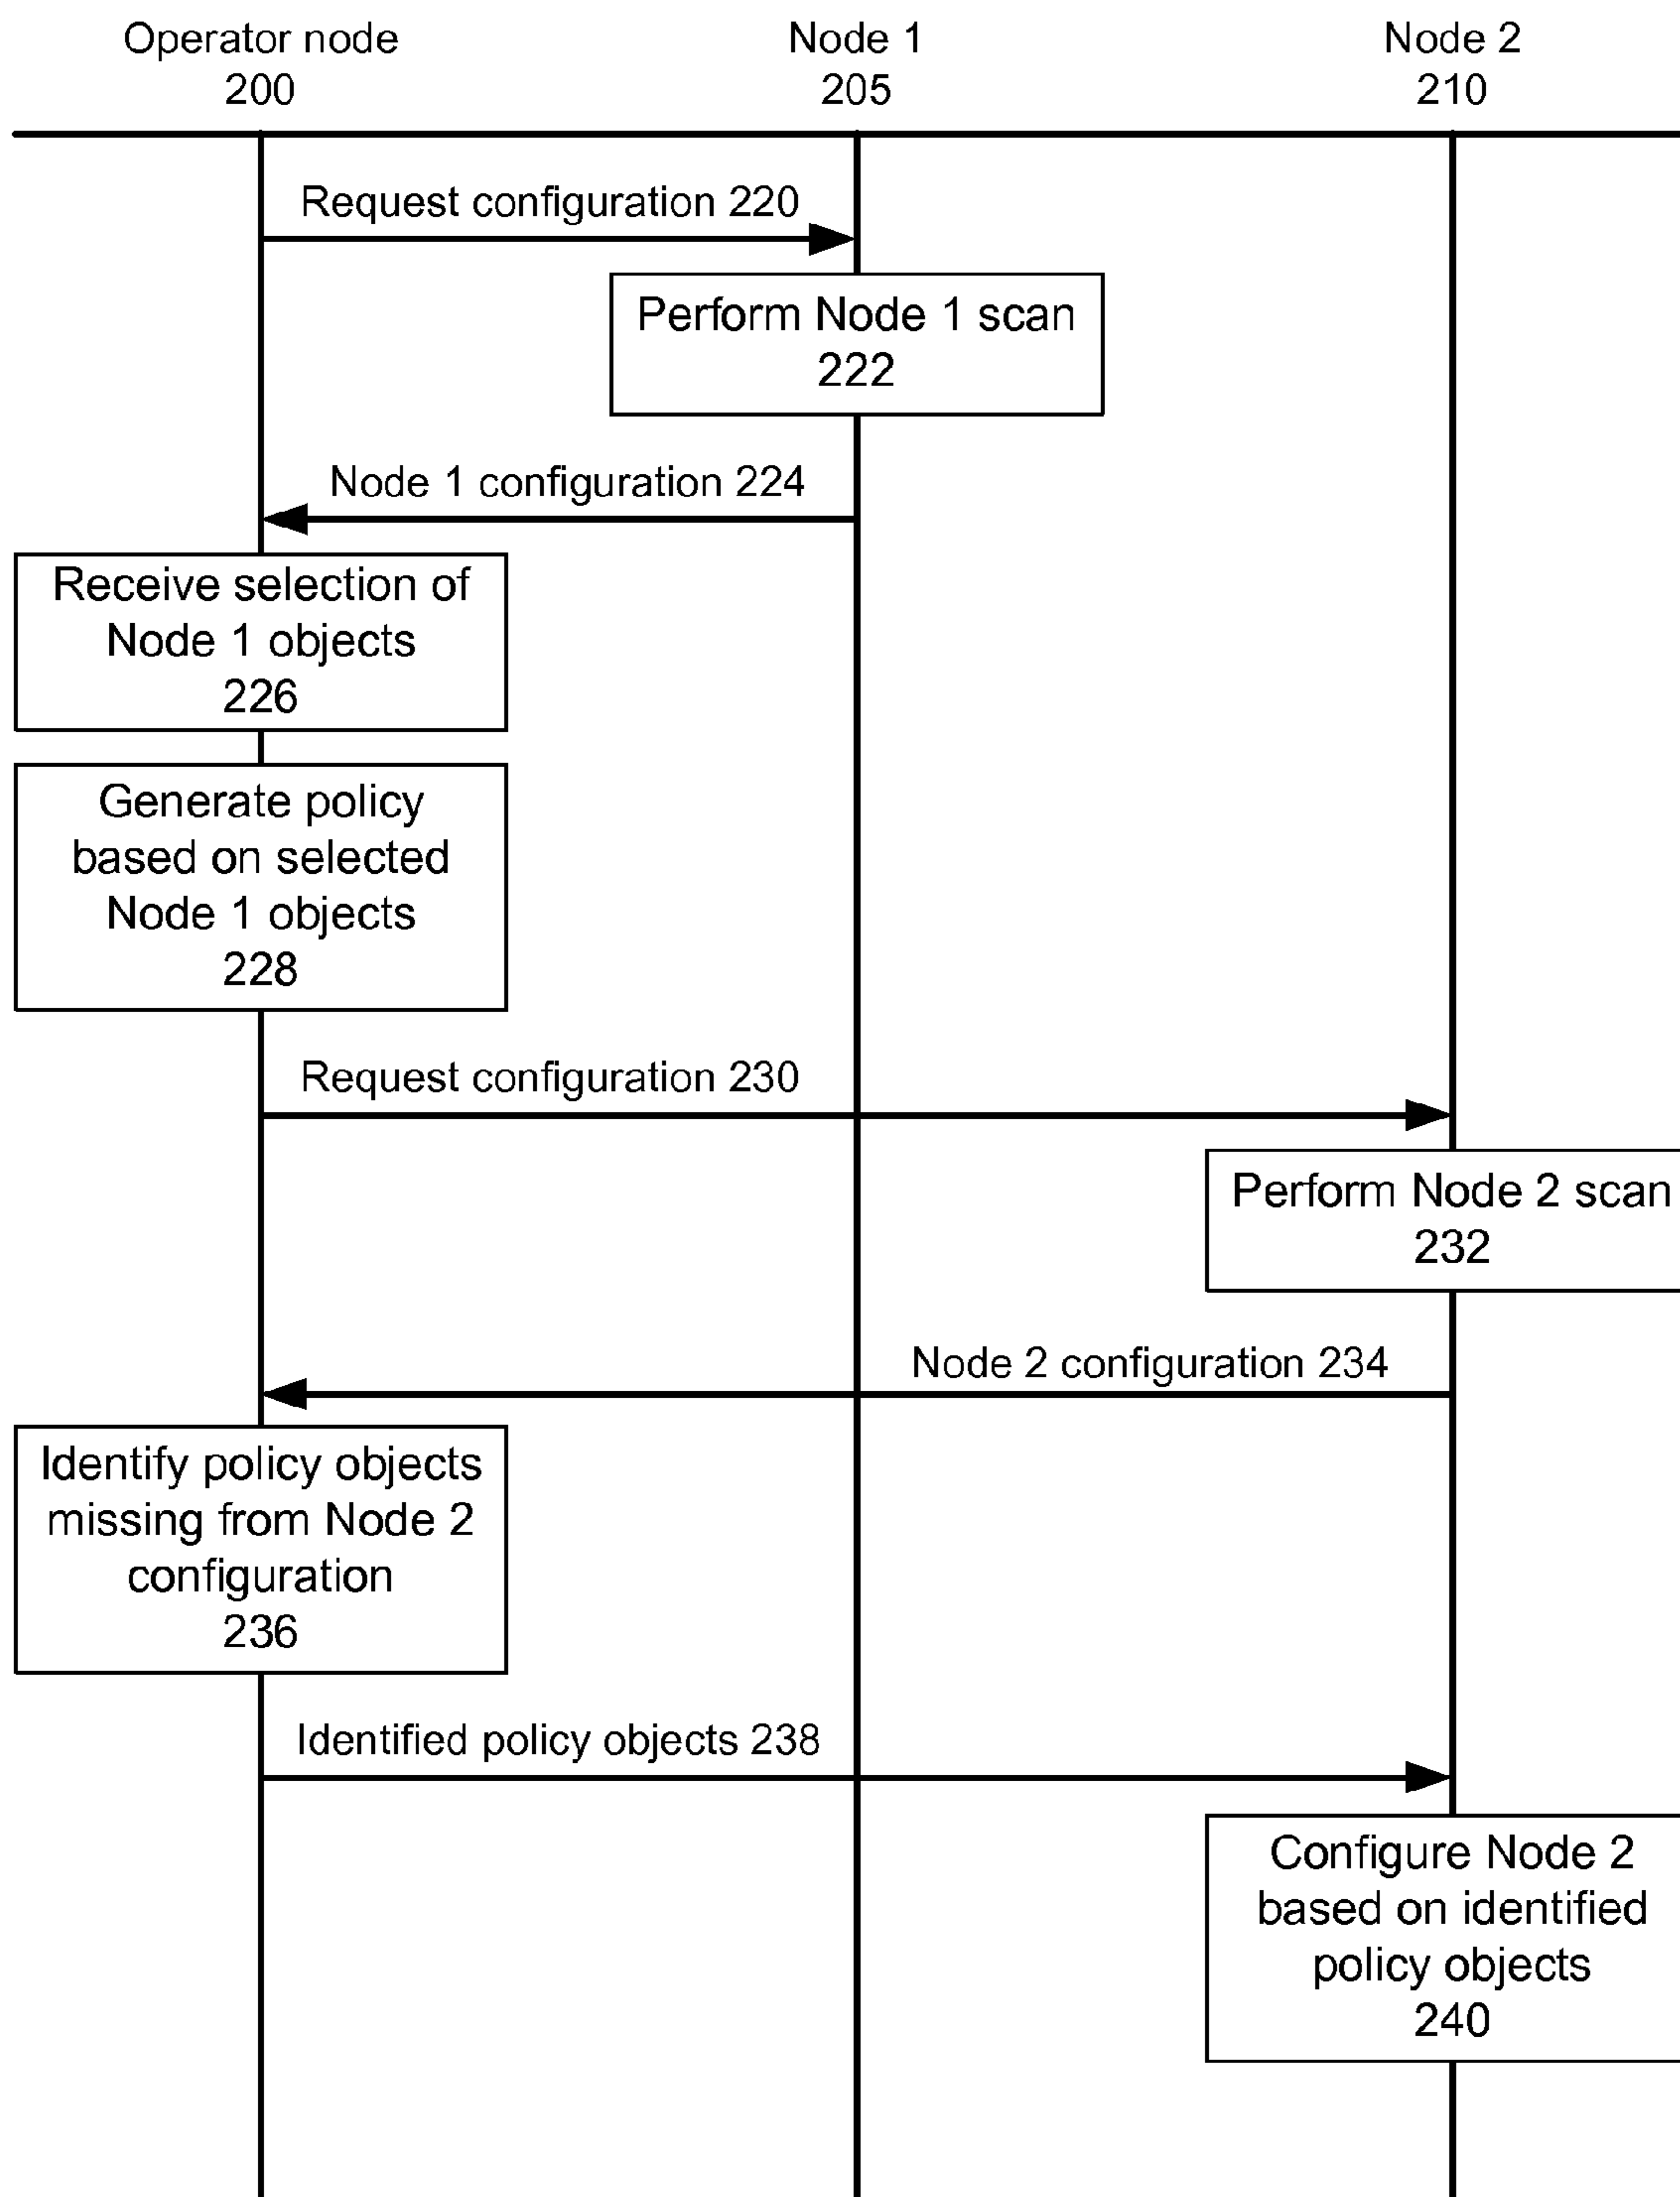 Operator node
200
Node 1
205
Node 2
210
Request configuration 220
Perform Node 1 scan
222
Node 1 configuration 224
Receive selection of
Node 1 objects
226
Generate policy
based on selected
Node 1 objects
228
Request configuration 230
Perform Node 2 scan
232
Node 2 configuration 234
Identify policy objects
missing from Node 2
configuration
236
Identified policy objects 238
Configure Node 2
based on identified
policy objects
240